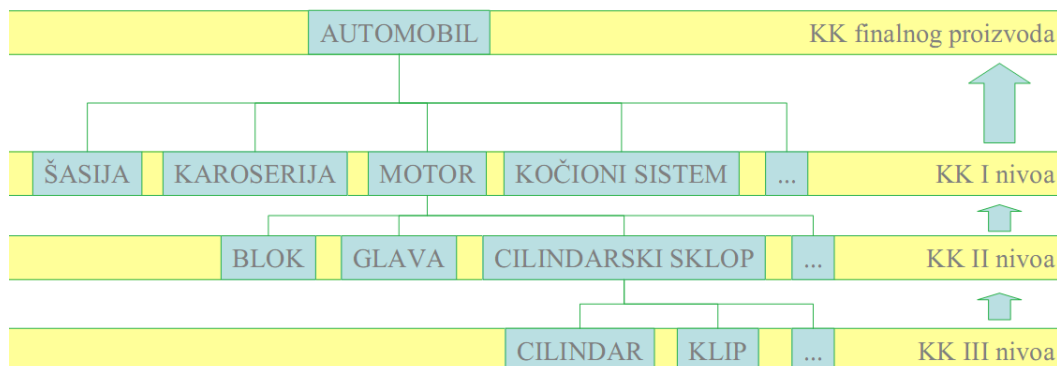 AUTOMOBIL KK finalnog proizvoda
ŠASIJA KAROSERIJA MOTOR KOČIONI SISTEM ... KK I nivoa
BLOK GLAVA CILINDARSKI SKLOP ... KK II nivoa
CILINDAR KLIP ... KK III nivoa